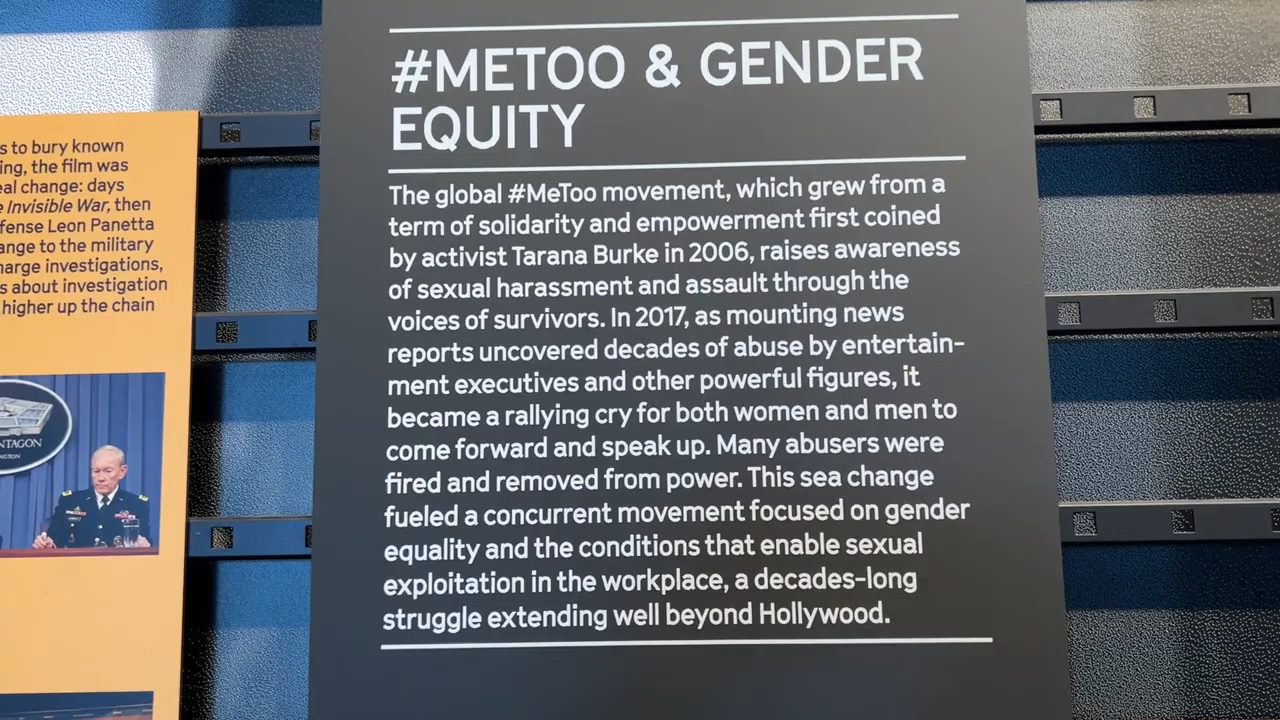 s to bury known
ing, the film was
eal change: days
e Invisible War, then
fense Leon Panetta
ange to the military
harge investigations,
s about investigation
higher up the chain
NTAGON
NGTON
#METOO & GENDER
EQUITY
The global #MeToo movement, which grew from a
term of solidarity and empowerment first coined
by activist Tarana Burke in 2006, raises awareness
of sexual harassment and assault through the
voices of survivors. In 2017, as mounting news
reports uncovered decades of abuse by entertain-
ment executives and other powerful figures, it
became a rallying cry for both women and men to
come forward and speak up. Many abusers were
fired and removed from power. This sea change
fueled a concurrent movement focused on gender
equality and the conditions that enable sexual
exploitation in the workplace, a decades-long
struggle extending well beyond Hollywood.